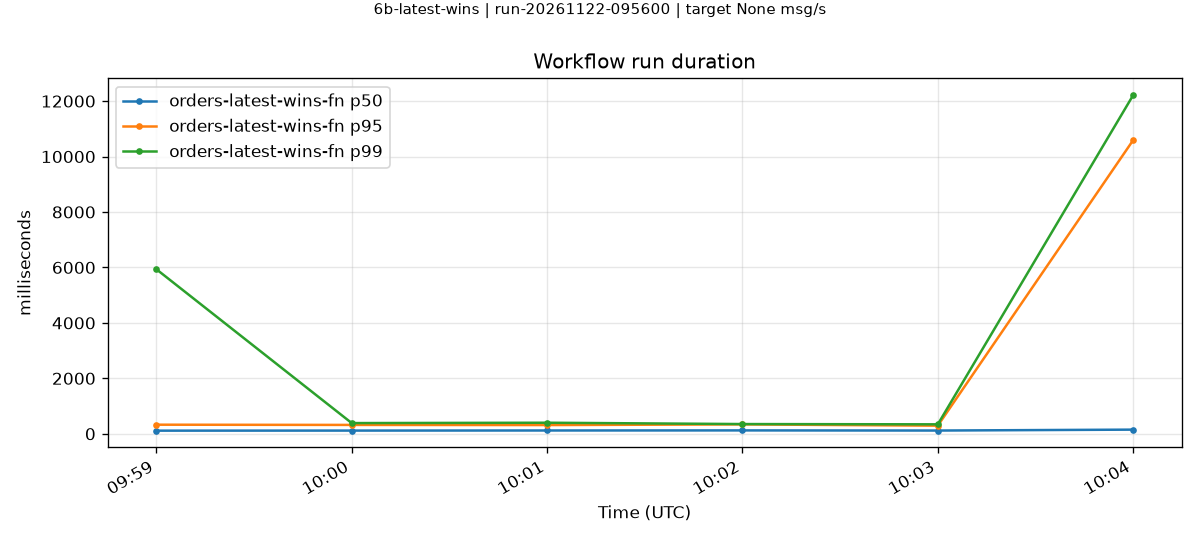 6b-latest-wins | run-20261122-095600 | target None msg/s
Workflow run duration
orders-latest-wins-fn p50
orders-latest-wins-fn p95
orders-latest-wins-fn p99
milliseconds
12000
10000
8000
6000
4000
2000
0
09:59
10:00
10:01
10:02
10:03
10:04
Time (UTC)